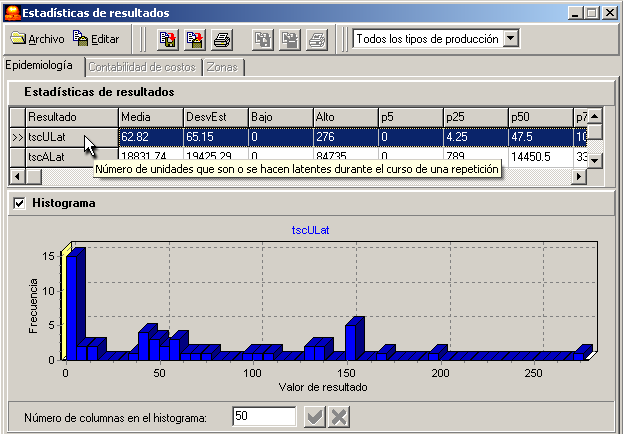 Estadísticas de resultados
Archivo Editar Todos los tipos de producción
Epidemiología Contabilidad de costos Zonas
Estadísticas de resultados
Resultado Media DesvEst Bajo Alto p5 p25 p50 p7
>> tscULat 62.82 65.15 0 276 0 4.25 47.5 10
tscALat 18831.74 19425.29 0 84735 0 789 14450.5 33
Número de unidades que son o se hacen latentes durante el curso de una repetición
Histograma
tscULat
15
10
5
0
Frecuencia
0 50 100 150 200 250
Valor de resultado
Número de columnas en el histograma: 50